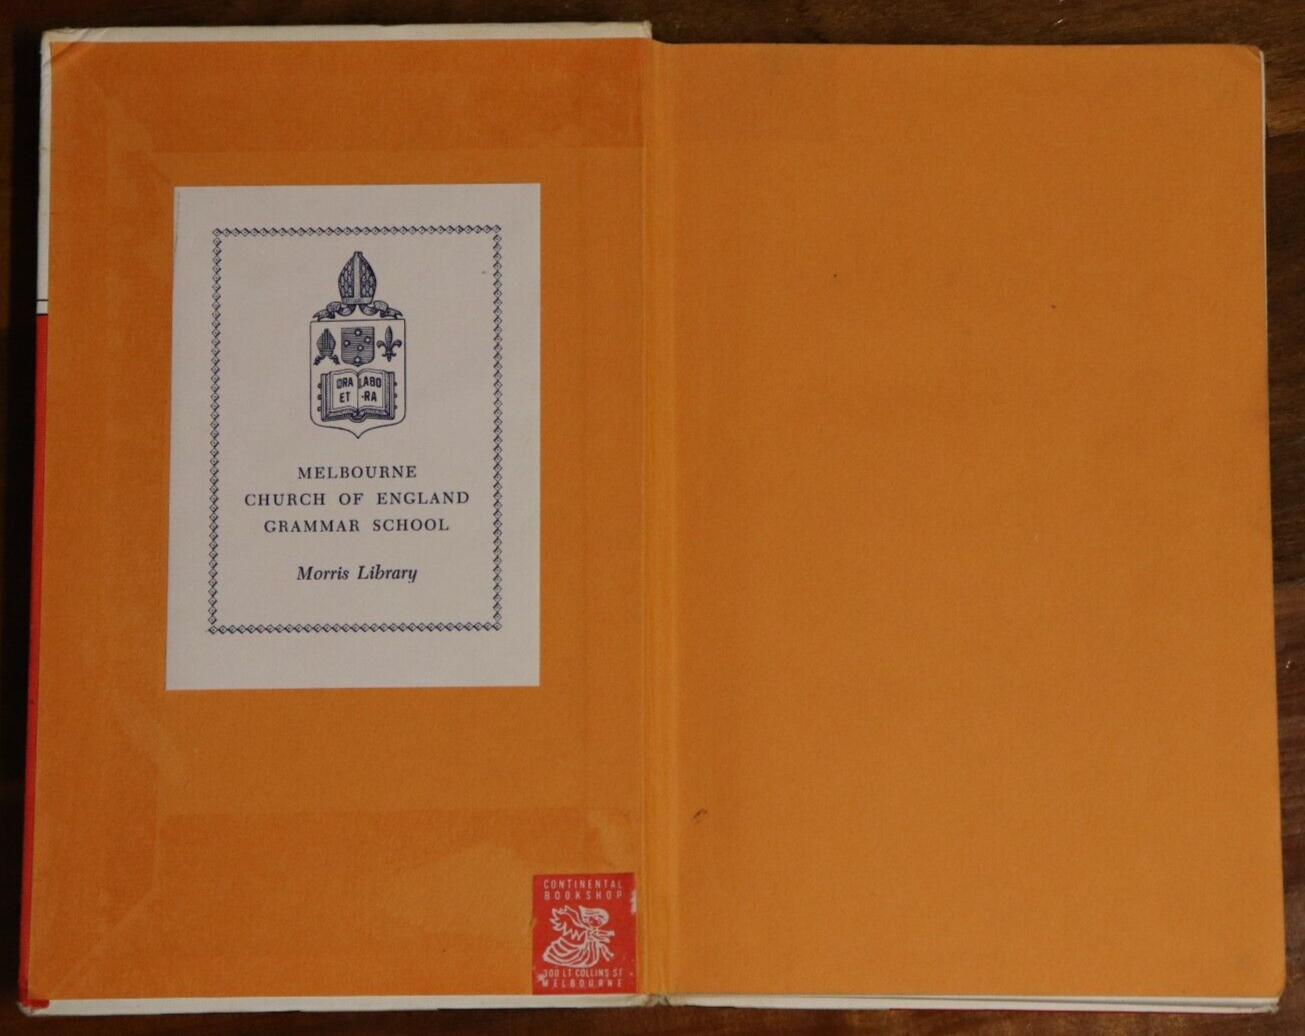 ORA LABO
ET -RA
MELBOURNE
CHURCH OF ENGLAND
GRAMMAR SCHOOL
Morris Library
CONTINENTAL
BOOKSHOP
300 LT COLLINS ST
MELBOURNE